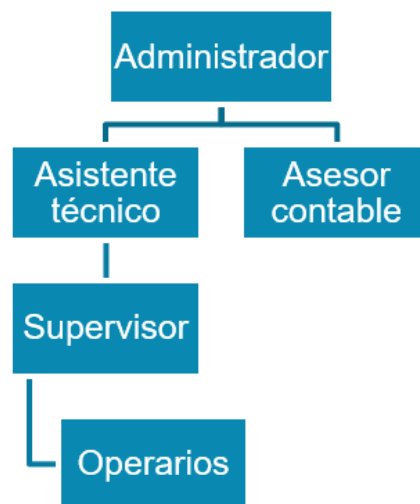 Administrador
Asistente
técnico
Asesor
contable
Supervisor
Operarios